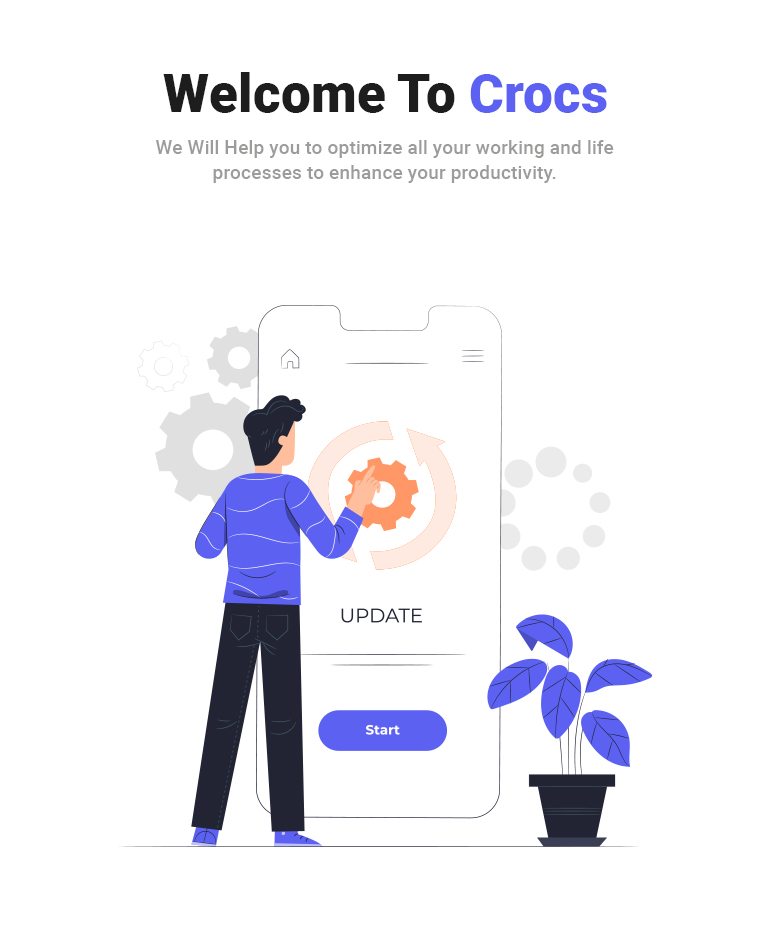 Welcome To Crocs
We Will Help you to optimize all your working and life
processes to enhance your productivity.
UPDATE
Start